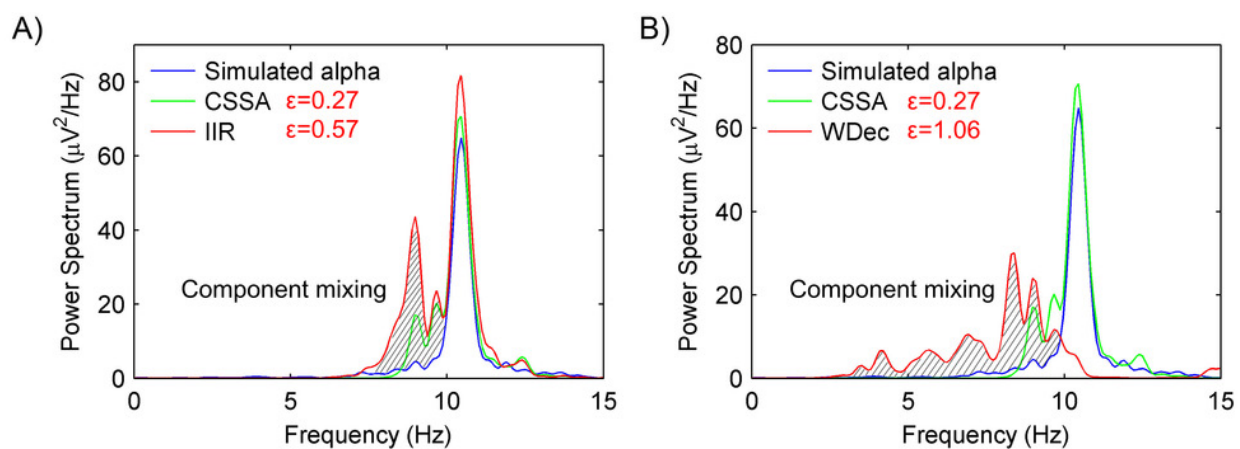 A)
80
60
40
20
0
Power Spectrum (μV²/Hz)
Simulated alpha
CSSA ε=0.27
IIR ε=0.57
Component mixing
0 5 10 15
Frequency (Hz)
B)
80
60
40
20
0
Power Spectrum (μV²/Hz)
Simulated alpha
CSSA ε=0.27
WDec ε=1.06
Component mixing
0 5 10 15
Frequency (Hz)